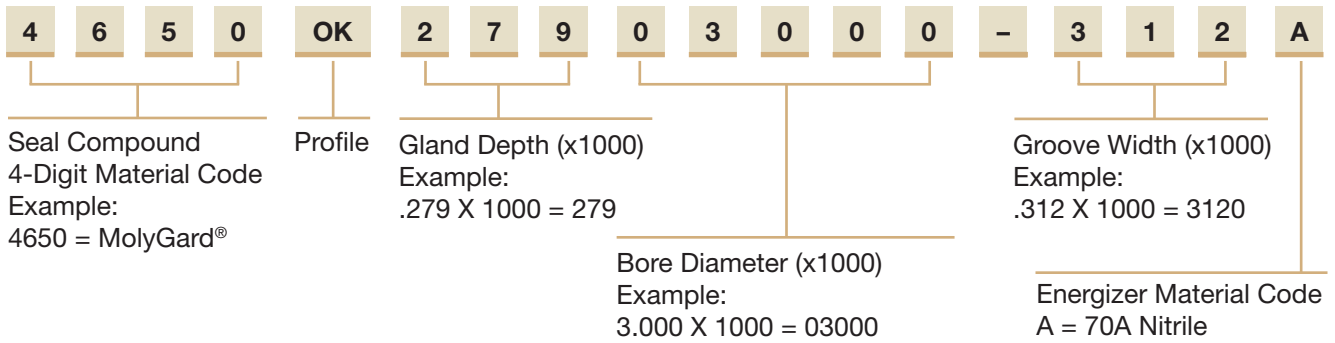 4 6 5 0 OK 2 7 9 0 3 0 0 0 – 3 1 2 A
Seal Compound
4-Digit Material Code
Example:
4650 = MolyGard®
Profile
Gland Depth (x1000)
Example:
.279 X 1000 = 279
Bore Diameter (x1000)
Example:
3.000 X 1000 = 03000
Groove Width (x1000)
Example:
.312 X 1000 = 3120
Energizer Material Code
A = 70A Nitrile